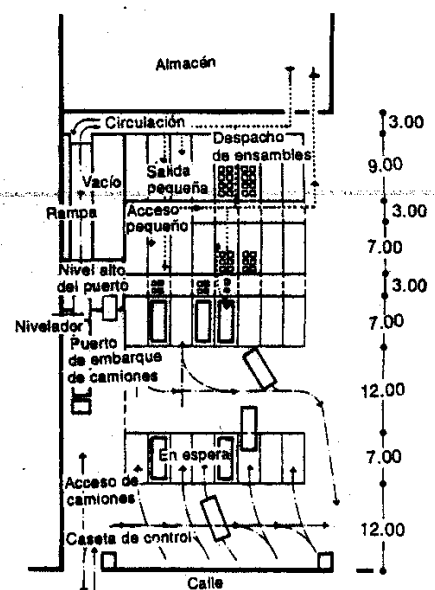 Almacén
Circulación
3.00
Despacho
de ensambles
9.00
Salida
pequeña
Vacío
Rampa
Acceso
pequeño
3.00
7.00
Nivel alto
del puerto
3.00
Nivelador
7.00
Puerto
de embarque
de camiones
12.00
En espera
7.00
Acceso de
camiones
12.00
Caseta de control
Calle